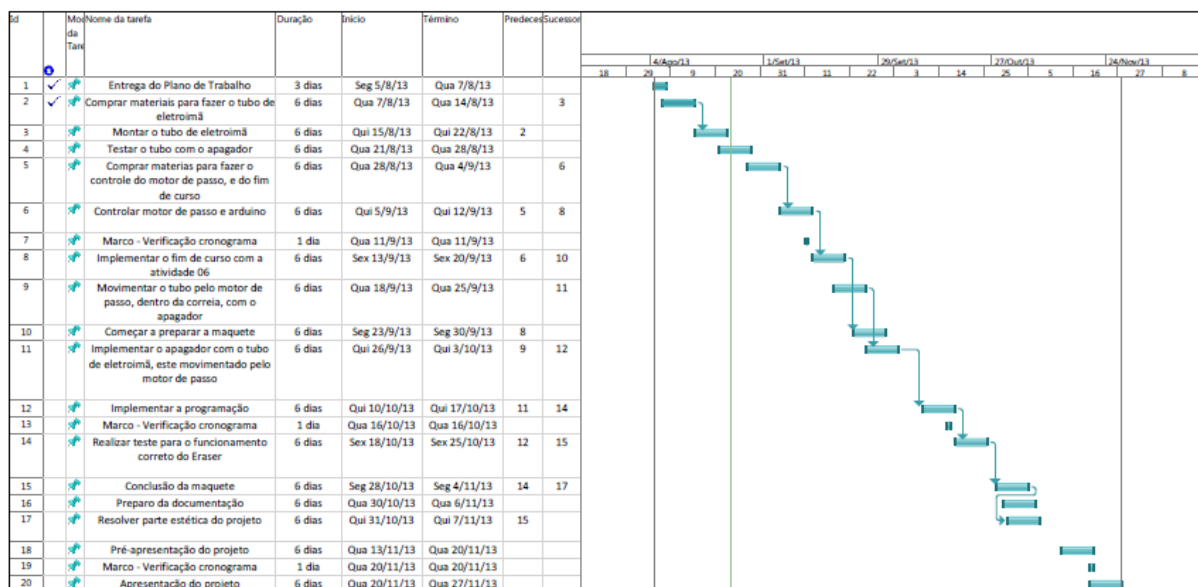 Id Mod Nome da tarefa Duração Início Término Predeces Sucessor
da
Tare
4/Ago/13 1/Set/13 29/Set/13 27/Out/13 24/Nov/13
18 29 9 20 31 11 22 3 14 25 5 16 27 8
1 Entrega do Plano de Trabalho 3 dias Seg 5/8/13 Qua 7/8/13
2 Comprar materiais para fazer o tubo de 6 dias Qua 7/8/13 Qua 14/8/13 3
eletroimã
3 Montar o tubo de eletroimã 6 dias Qui 15/8/13 Qui 22/8/13 2
4 Testar o tubo com o apagador 6 dias Qua 21/8/13 Qua 28/8/13
5 Comprar materias para fazer o 6 dias Qua 28/8/13 Qua 4/9/13 6
controle do motor de passo, e do fim
de curso
6 Controlar motor de passo e arduino 6 dias Qui 5/9/13 Qui 12/9/13 5 8
7 Marco - Verificação cronograma 1 dia Qua 11/9/13 Qua 11/9/13
8 Implementar o fim de curso com a 6 dias Sex 13/9/13 Sex 20/9/13 6 10
atividade 06
9 Movimentar o tubo pelo motor de 6 dias Qua 18/9/13 Qua 25/9/13 11
passo, dentro da correia, com o
apagador
10 Começar a preparar a maquete 6 dias Seg 23/9/13 Seg 30/9/13 8
11 Implementar o apagador com o tubo 6 dias Qui 26/9/13 Qui 3/10/13 9 12
de eletroimã, este movimentado pelo
motor de passo
12 Implementar a programação 6 dias Qui 10/10/13 Qui 17/10/13 11 14
13 Marco - Verificação cronograma 1 dia Qua 16/10/13 Qua 16/10/13
14 Realizar teste para o funcionamento 6 dias Sex 18/10/13 Sex 25/10/13 12 15
correto do Eraser
15 Conclusão da maquete 6 dias Seg 28/10/13 Seg 4/11/13 14 17
16 Preparo da documentação 6 dias Qua 30/10/13 Qua 6/11/13
17 Resolver parte estética do projeto 6 dias Qui 31/10/13 Qui 7/11/13 15
18 Pré-apresentação do projeto 6 dias Qua 13/11/13 Qua 20/11/13
19 Marco - Verificação cronograma 1 dia Qua 20/11/13 Qua 20/11/13
20 Apresentação do projeto 6 dias Qua 20/11/13 Qua 27/11/13